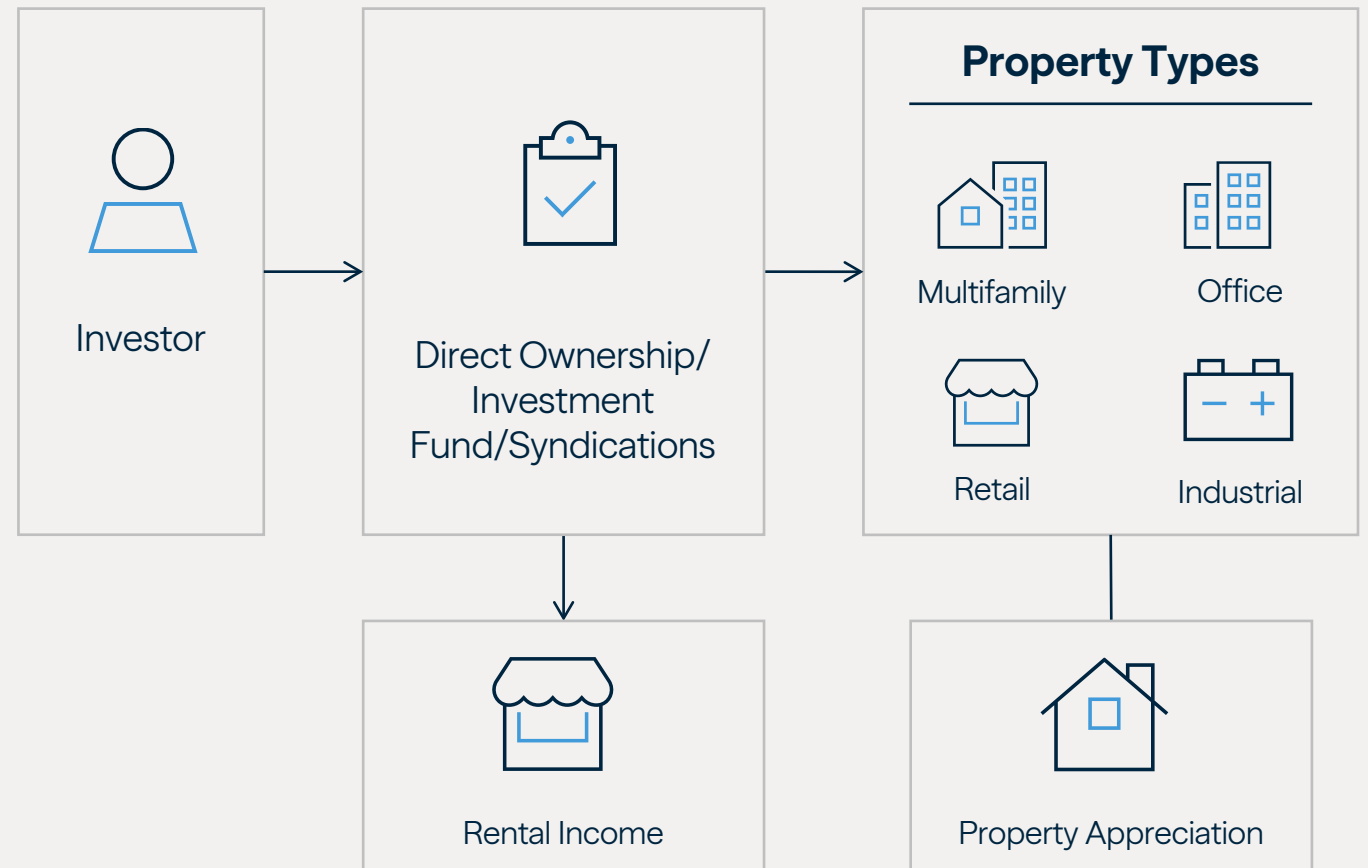 Investor
Direct Ownership/
Investment
Fund/Syndications
Property Types
Multifamily
Office
Retail
Industrial
Rental Income
Property Appreciation